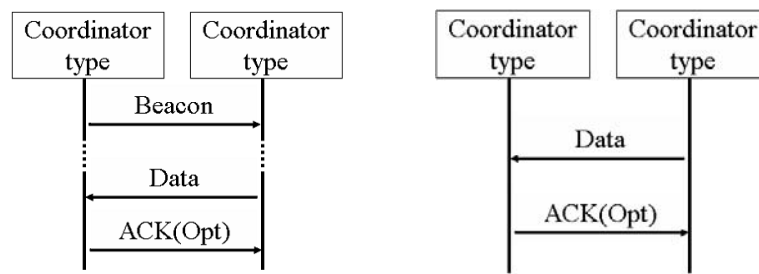 Coordinator
type
Coordinator
type
Beacon
Data
ACK(Opt)
Coordinator
type
Coordinator
type
Data
ACK(Opt)